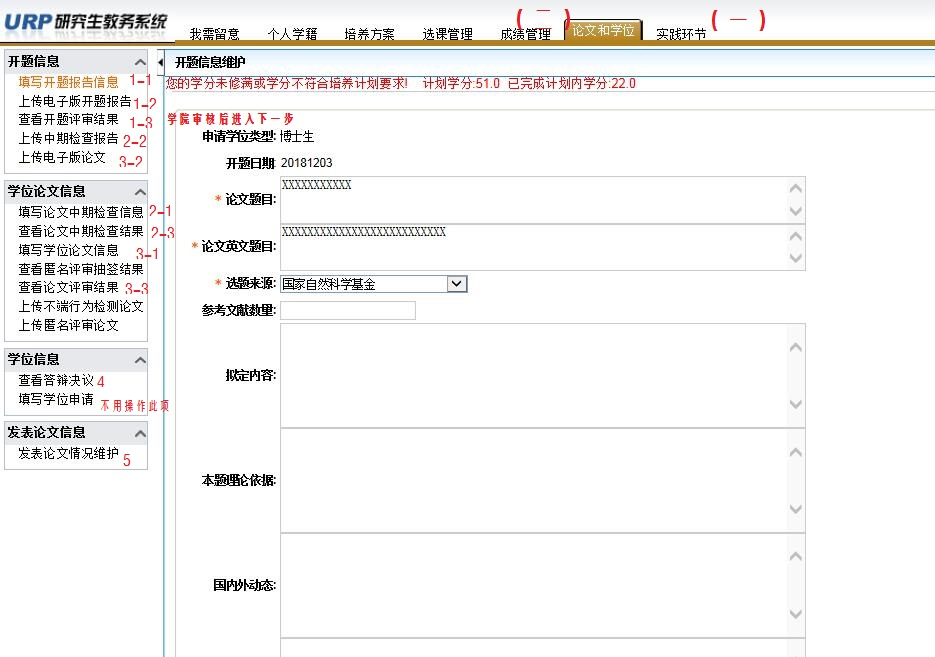 URP研究生教务系统
我需留意 个人学籍 培养方案 选课管理 成绩管理 (二) 论文和学位 实践环节 (一)
开题信息
填写开题报告信息 1-1
上传电子版开题报告 1-2
查看开题评审结果 1-3
上传中期检查报告 2-2
上传电子版论文 3-2
学位论文信息
填写论文中期检查信息 2-1
查看论文中期检查结果 2-3
填写学位论文信息 3-1
查看匿名评审抽签结果
查看论文评审结果 3-3
上传不端行为检测论文
上传匿名评审论文
学位信息
查看答辩决议 4
填写学位申请 不用操作此项
发表论文信息
发表论文情况维护 5
开题信息维护
您的学分未修满或学分不符合培养计划要求! 计划学分:51.0 已完成计划内学分:22.0
学院审核后进入下一步
申请学位类型: 博士生
开题日期: 20181203
* 论文题目: XXXXXXXXXXX
* 论文英文题目: XXXXXXXXXXXXXXXXXXXXXXXXXX
* 选题来源: 国家自然科学基金
参考文献数量:
拟定内容:
本题理论依据:
国内外动态: